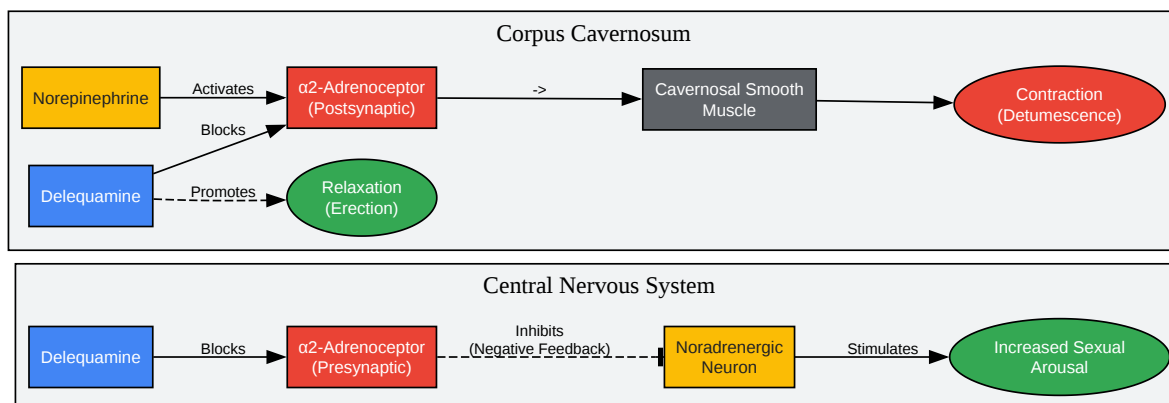 Corpus Cavernosum
Norepinephrine
Activates
α2-Adrenoceptor
(Postsynaptic)
->
Cavernosal Smooth
Muscle
Contraction
(Detumescence)
Blocks
Delequamine
Promotes
Relaxation
(Erection)
Central Nervous System
Delequamine
Blocks
α2-Adrenoceptor
(Presynaptic)
Inhibits
(Negative Feedback)
Noradrenergic
Neuron
Stimulates
Increased Sexual
Arousal